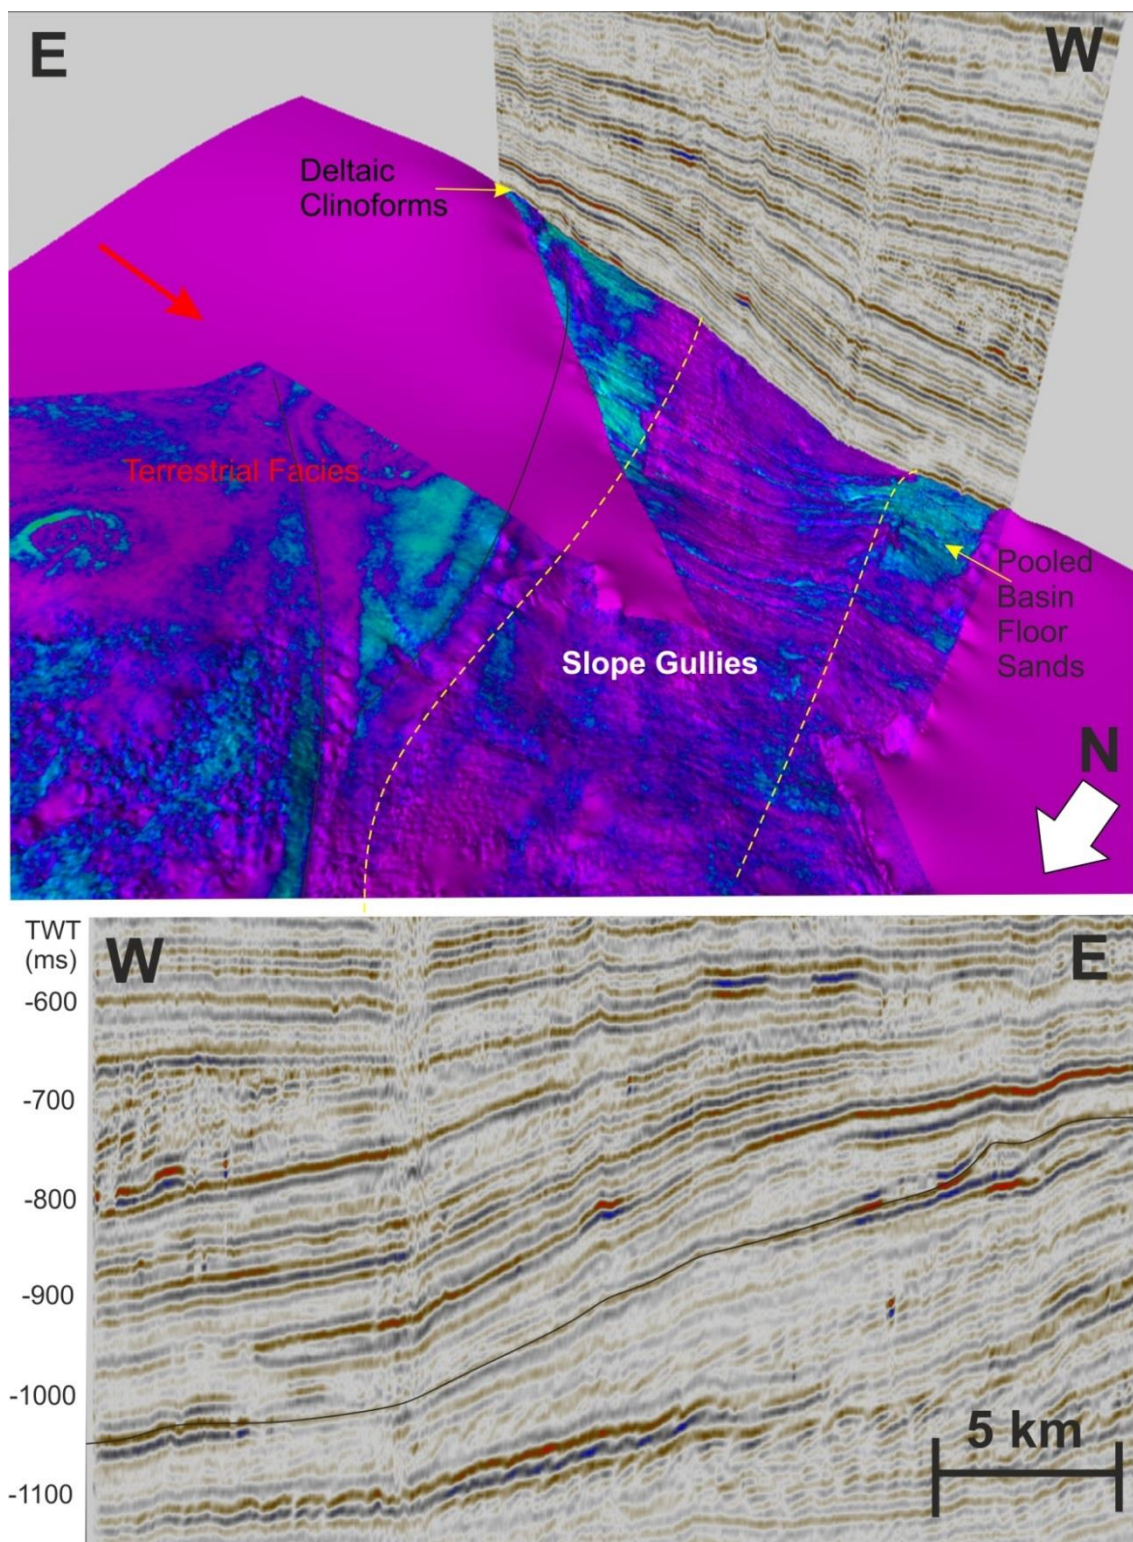 E
W
Deltaic
Clinoforms
Terrestrial Facies
Pooled
Basin
Floor
Sands
Slope Gullies
N
TWT
(ms)
W
E
-600
-700
-800
-900
-1000
-1100
5 km